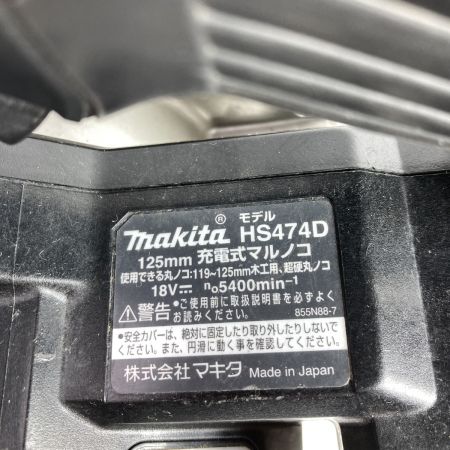 モデル
makita® HS474D
125mm 充電式マルノコ
使用できる丸ノコ:119~125mm木工用、超硬丸ノコ
18V⎓ n₀5400min⁻¹
⚠警告 •ご使用前に取扱説明書を必ずよく
お読みください。 855N88-7
•安全カバーは、絶対に固定したり取り外したりしないで
ください。また、円滑に動く事を確認してください。
株式会社マキタ Made in Japan